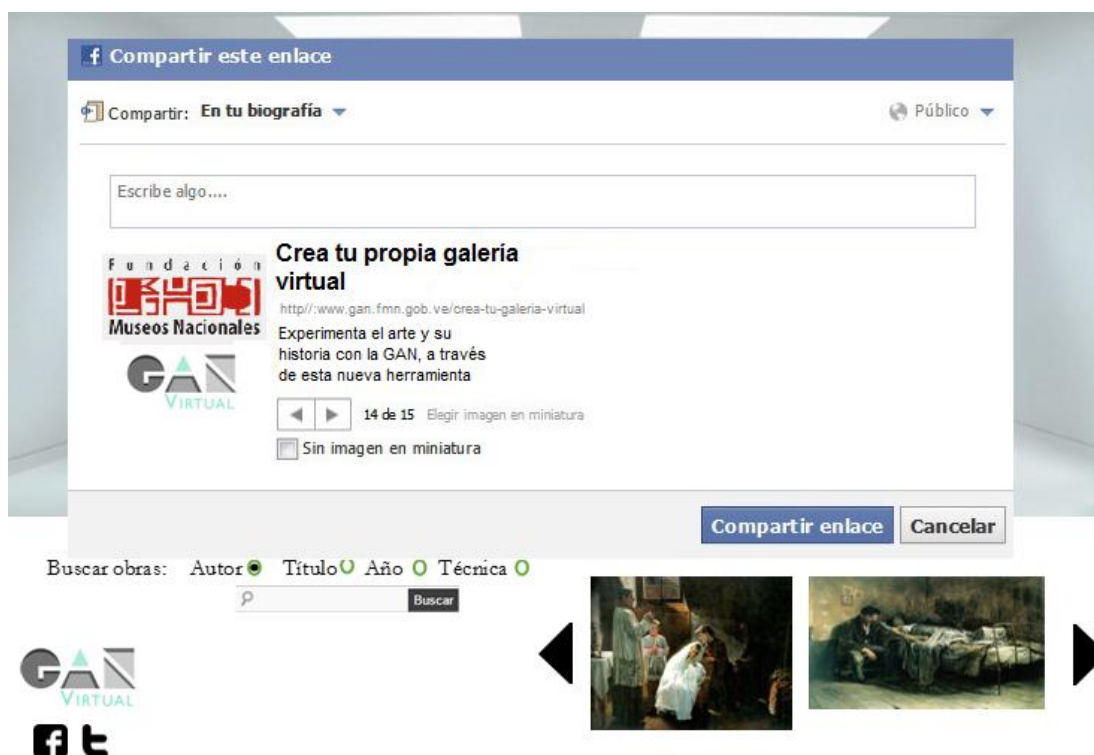 Compartir este enlace
Compartir: En tu biografía
Público
Escribe algo....
Fundación
Museos Nacionales
GAN
VIRTUAL
Crea tu propia galería
virtual
http//:www.gan.fmn.gob.ve/crea-tu-galeria-virtual
Experimenta el arte y su
historia con la GAN, a través
de esta nueva herramienta
14 de 15 Elegir imagen en miniatura
Sin imagen en miniatura
Compartir enlace Cancelar
Buscar obras: Autor Título Año Técnica
Buscar
GAN
VIRTUAL